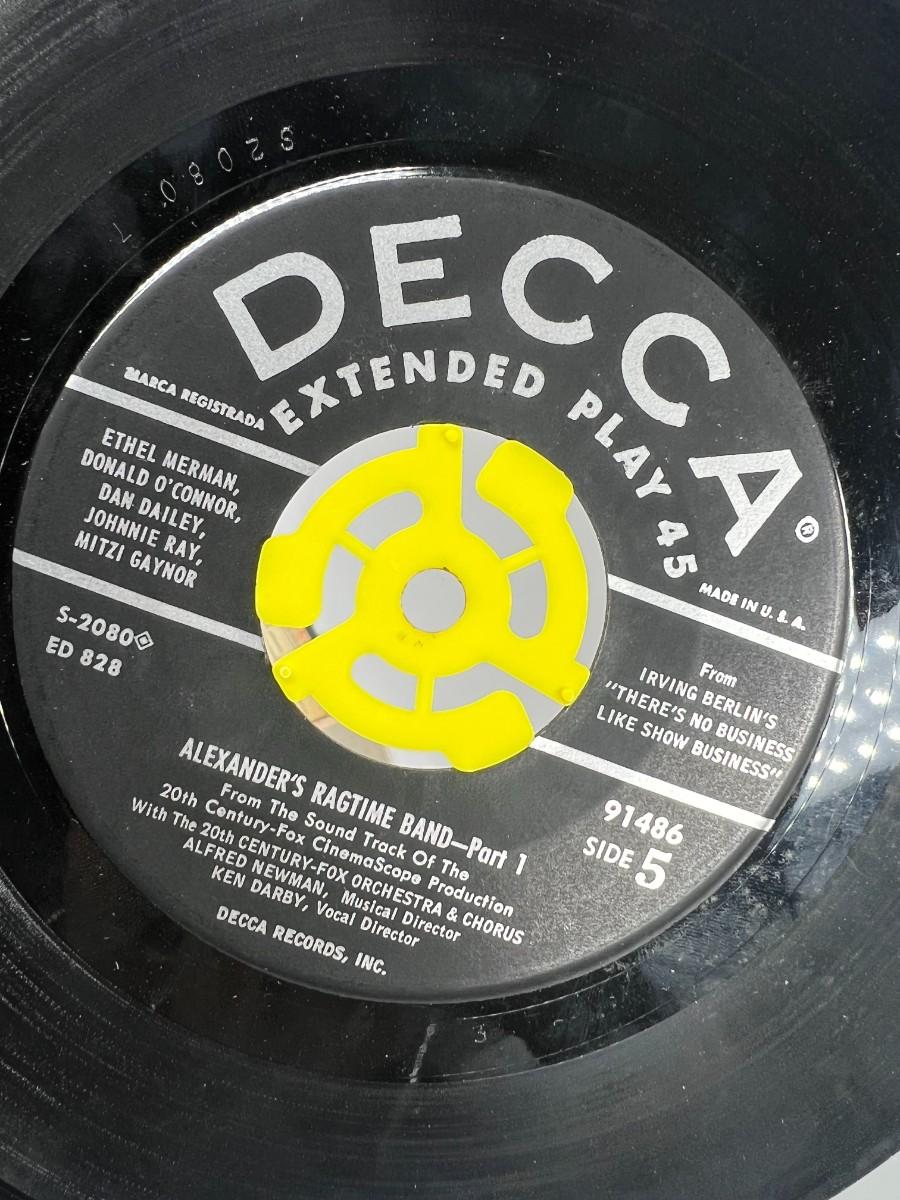 S2080 7
DECCA®
EXTENDED PLAY 45
MARCA REGISTRADA
MADE IN U. S. A.
ETHEL MERMAN,
DONALD O'CONNOR,
DAN DAILEY,
JOHNNIE RAY,
MITZI GAYNOR
From
IRVING BERLIN'S
"THERE'S NO BUSINESS
LIKE SHOW BUSINESS"
S-2080
ED 828
91486
SIDE 5
ALEXANDER'S RAGTIME BAND—Part 1
From The Sound Track Of The
20th Century-Fox CinemaScope Production
With The 20th CENTURY-FOX ORCHESTRA & CHORUS
ALFRED NEWMAN, Musical Director
KEN DARBY, Vocal Director
DECCA RECORDS, INC.
3